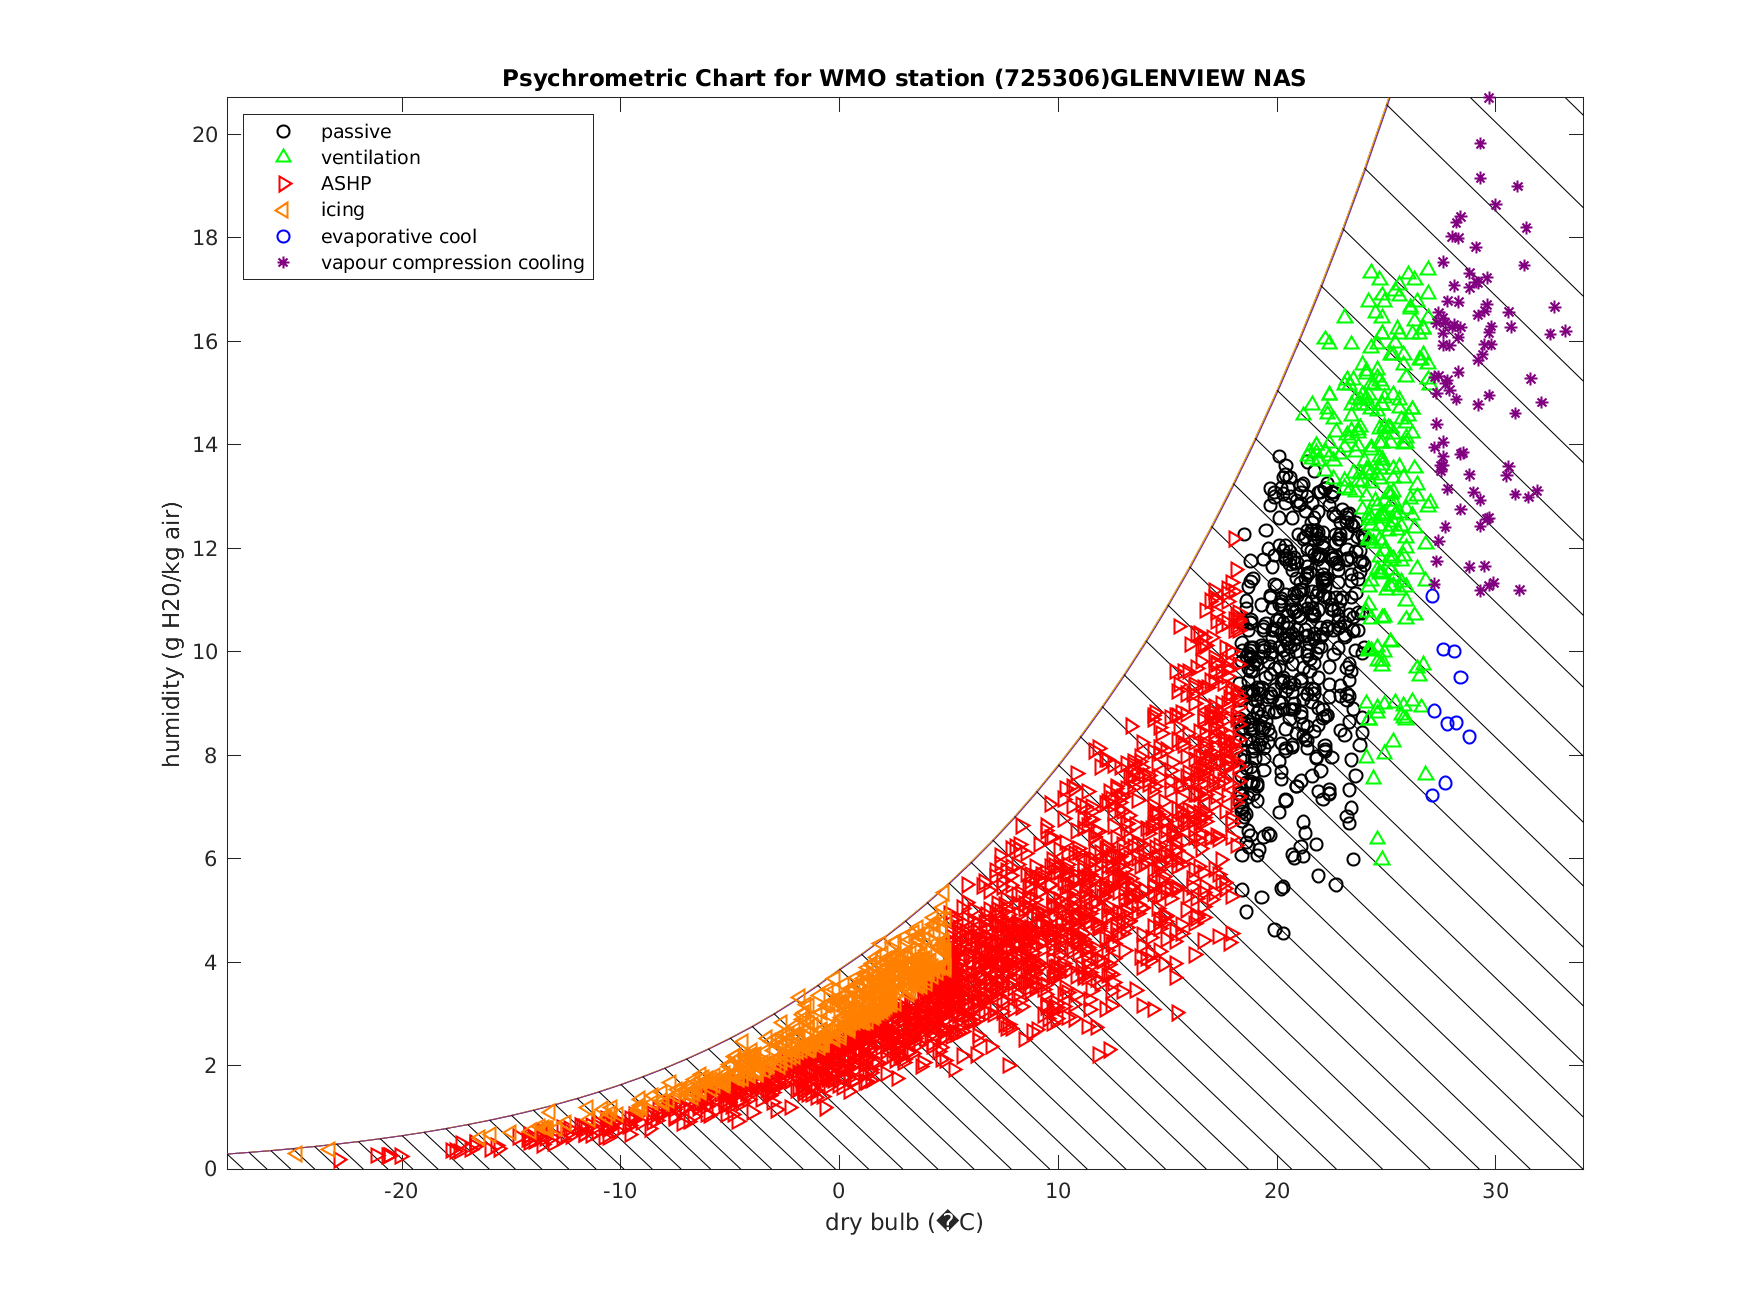 Psychrometric Chart for WMO station (725306)GLENVIEW NAS
passive
ventilation
ASHP
icing
evaporative cool
vapour compression cooling
humidity (g H20/kg air)
20
18
16
14
12
10
8
6
4
2
0
-20 -10 0 10 20 30
dry bulb (�C)